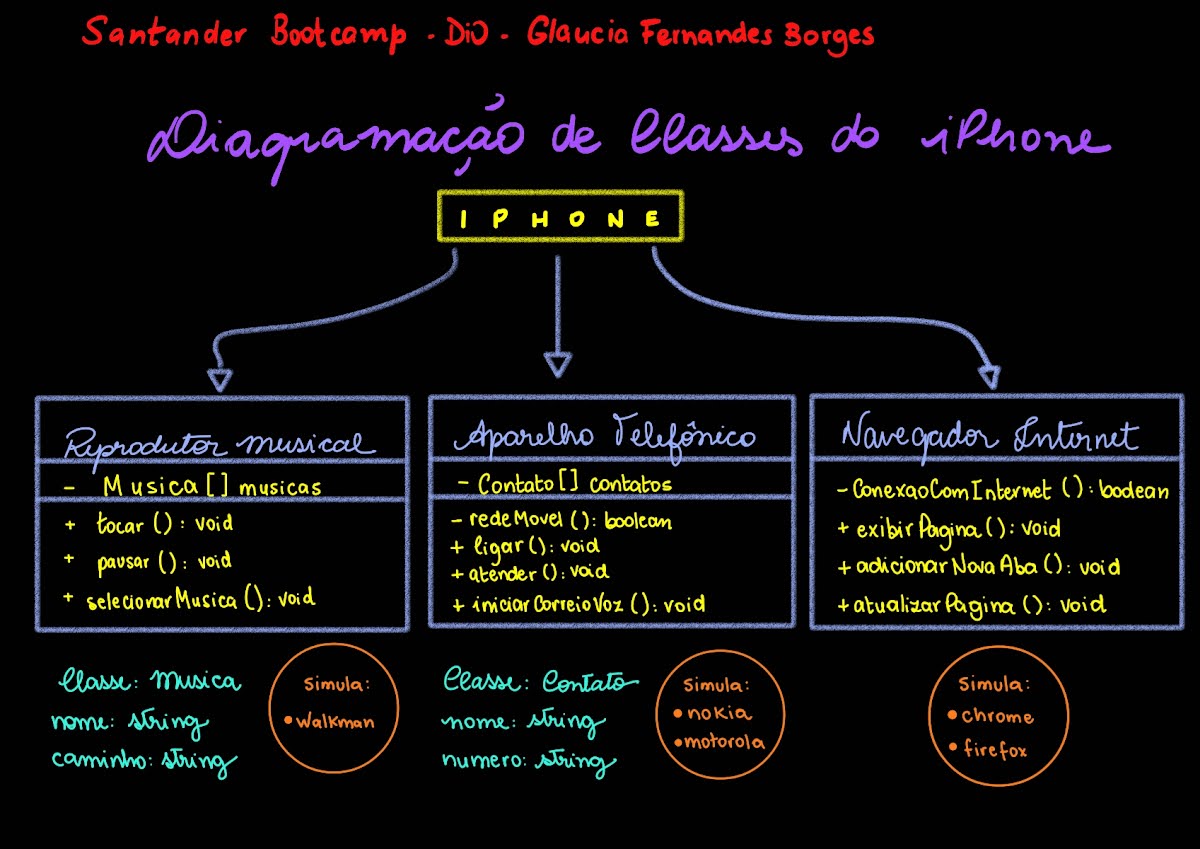 Santander Bootcamp - DiO - Glaucia Fernandes Borges
Diagramação de Classes do iPhone
IPHONE
Reprodutor musical
- Musica[] musicas
+ tocar (): void
+ pausar (): void
+ selecionarMusica (): void
Aparelho Telefônico
- Contato[] contatos
- redeMovel (): boolean
+ ligar (): void
+ atender (): void
+ iniciarCorreioVoz (): void
Navegador Internet
- ConexaoComInternet (): boolean
+ exibirPagina (): void
+ adicionarNovaAba (): void
+ atualizarPagina (): void
Classe: Musica
nome: string
caminho: string
Simula:
• walkman
Classe: Contato
nome: string
numero: string
Simula:
• nokia
• motorola
Simula:
• chrome
• firefox